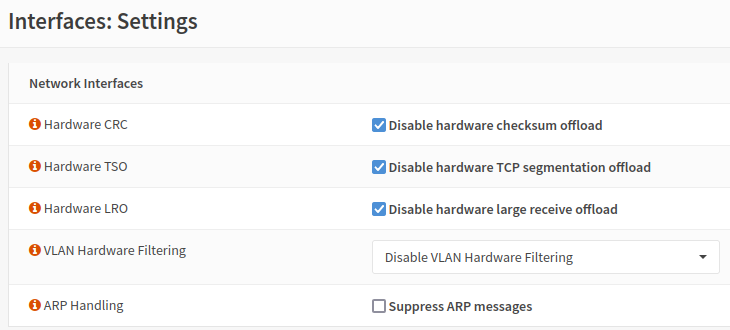 Interfaces: Settings
Network Interfaces
Hardware CRC Disable hardware checksum offload
Hardware TSO Disable hardware TCP segmentation offload
Hardware LRO Disable hardware large receive offload
VLAN Hardware Filtering Disable VLAN Hardware Filtering
ARP Handling Suppress ARP messages